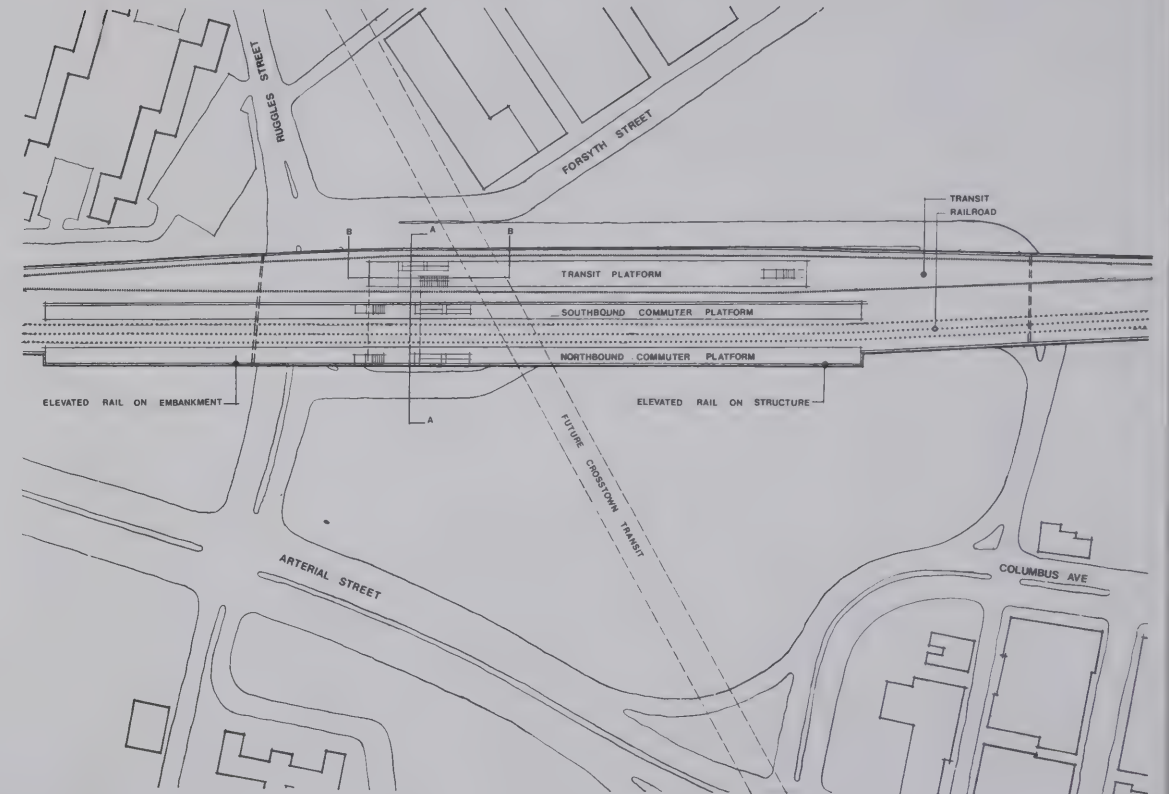 RUGGLES STREET
FORSYTH STREET
TRANSIT
RAILROAD
B
A
B
TRANSIT PLATFORM
SOUTHBOUND COMMUTER PLATFORM
NORTHBOUND COMMUTER PLATFORM
ELEVATED RAIL ON EMBANKMENT
A
ELEVATED RAIL ON STRUCTURE
FUTURE CROSSTOWN TRANSIT
ARTERIAL STREET
COLUMBUS AVE